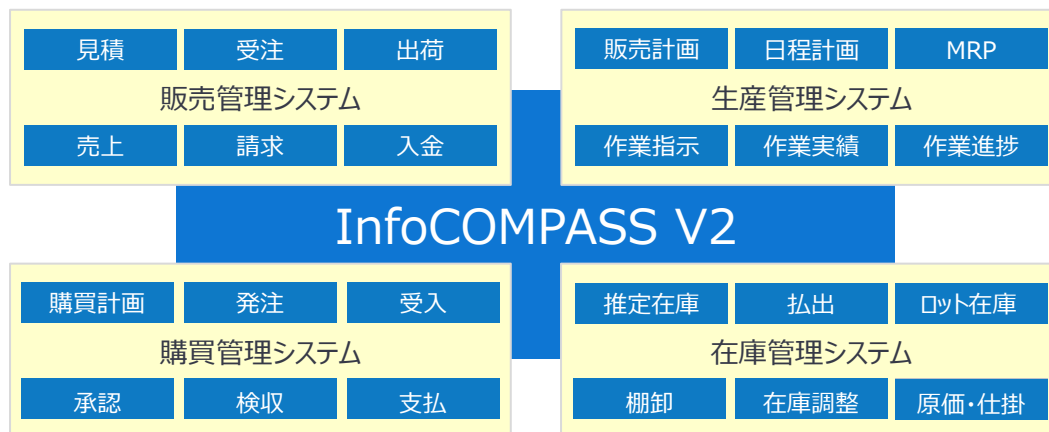 見積 受注 出荷
販売管理システム
売上 請求 入金
販売計画 日程計画 MRP
生産管理システム
作業指示 作業実績 作業進捗
InfoCOMPASS V2
購買計画 発注 受入
購買管理システム
承認 検収 支払
推定在庫 払出 ロット在庫
在庫管理システム
棚卸 在庫調整 原価・仕掛